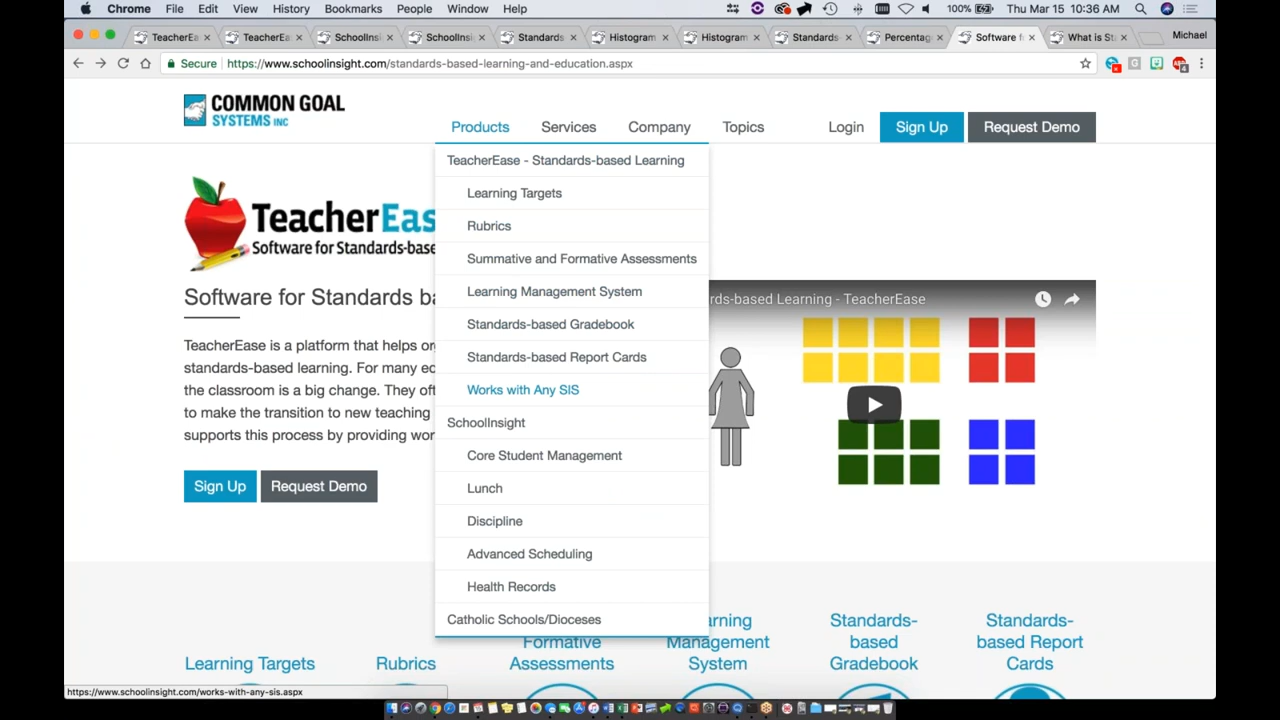 Chrome File Edit View History Bookmarks People Window Help 100% Thu Mar 15 10:36 AM
TeacherEa TeacherEa SchoolInsi SchoolInsi Standards Histogram Histogram Standards Percentage Software f What is Sta Michael
Secure https://www.schoolinsight.com/standards-based-learning-and-education.aspx
COMMON GOAL
SYSTEMS INC
Products Services Company Topics Login Sign Up Request Demo
TeacherEase - Standards-based Learning
Learning Targets
Rubrics
Summative and Formative Assessments
Learning Management System
Standards-based Gradebook
Standards-based Report Cards
Works with Any SIS
SchoolInsight
Core Student Management
Lunch
Discipline
Advanced Scheduling
Health Records
Catholic Schools/Dioceses
TeacherEas
Software for Standards-base
Software for Standards ba
TeacherEase is a platform that helps or
standards-based learning. For many ed
the classroom is a big change. They oft
to make the transition to new teaching
supports this process by providing wor
Sign Up Request Demo
rds-based Learning - TeacherEase
Learning Targets
Rubrics
Formative
Assessments
arning
Management
System
Standards-
based
Gradebook
Standards-
based Report
Cards
https://www.schoolinsight.com/works-with-any-sis.aspx